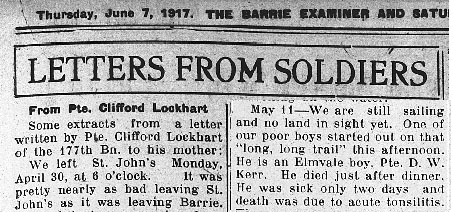 Thursday, June 7, 1917. THE BARRIE EXAMINER AND SATU
LETTERS FROM SOLDIERS
From Pte. Clifford Lockhart
Some extracts from a letter
written by Pte. Clifford Lockhart
of the 177th Bn. to his mother:
We left St. John's Monday,
April 30, at 6 o'clock. It was
pretty nearly as bad leaving St.
John's as it was leaving Barrie.
May 11—We are still sailing
and no land in sight yet. One of
our poor boys started out on that
"long, long trail" this afternoon.
He is an Elmvale boy, Pte. D. W.
Kerr. He died just after dinner.
He was sick only two days and
death was due to acute tonsilitis.